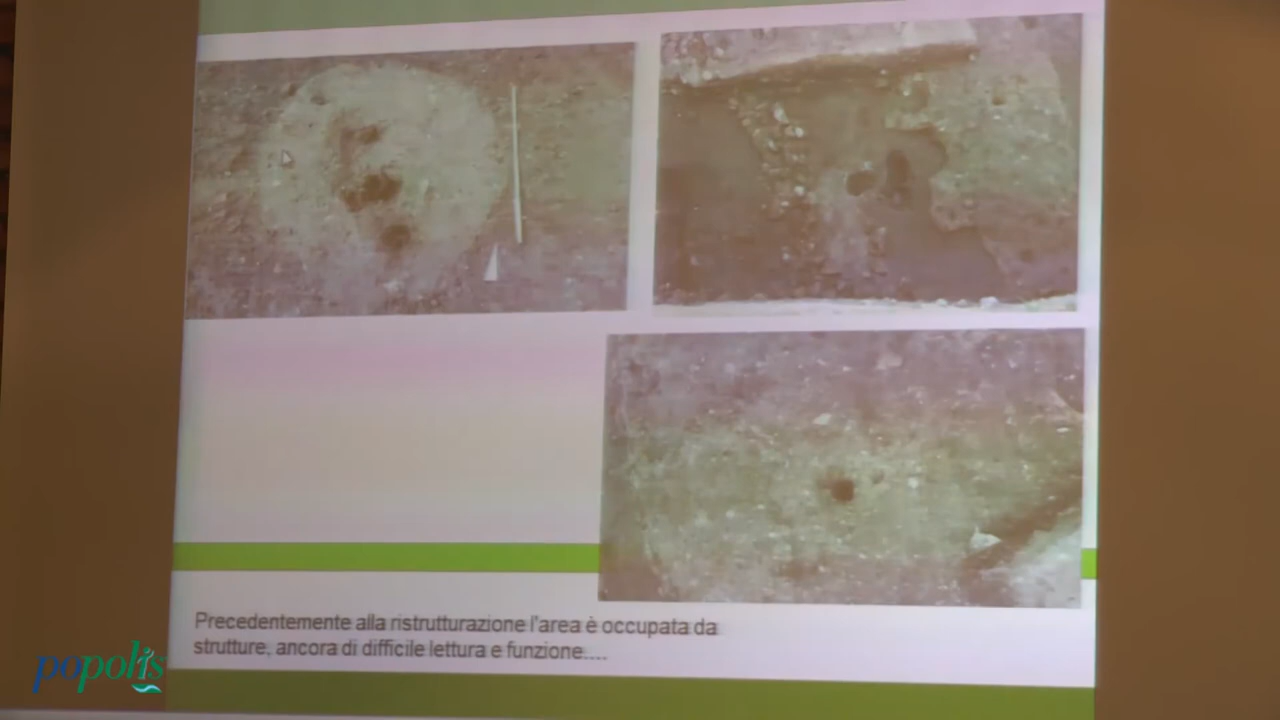 Precedentemente alla ristrutturazione l'area è occupata da
strutture, ancora di difficile lettura e funzione....
popolis